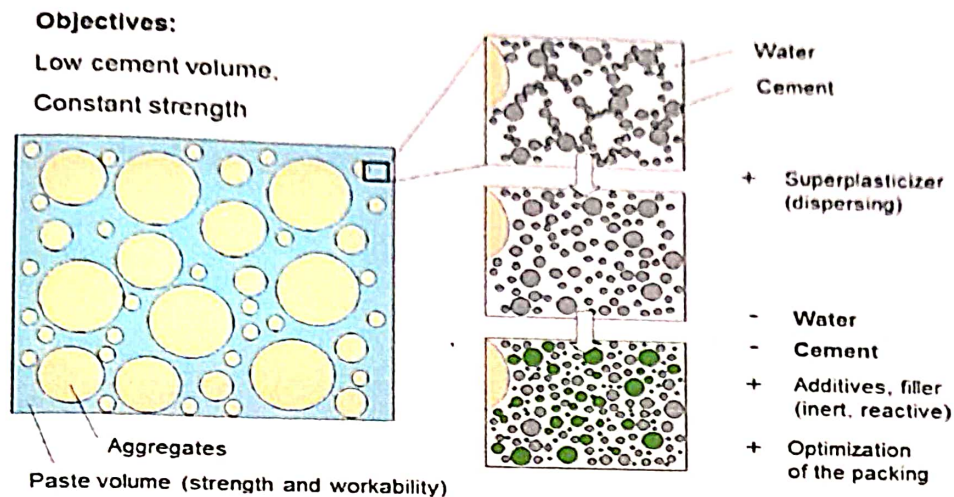 Objectives:
Low cement volume,
Constant strength
Water
Cement
+ Superplasticizer
(dispersing)
- Water
- Cement
+ Additives, filler
(inert, reactive)
+ Optimization
of the packing
Aggregates
Paste volume (strength and workability)